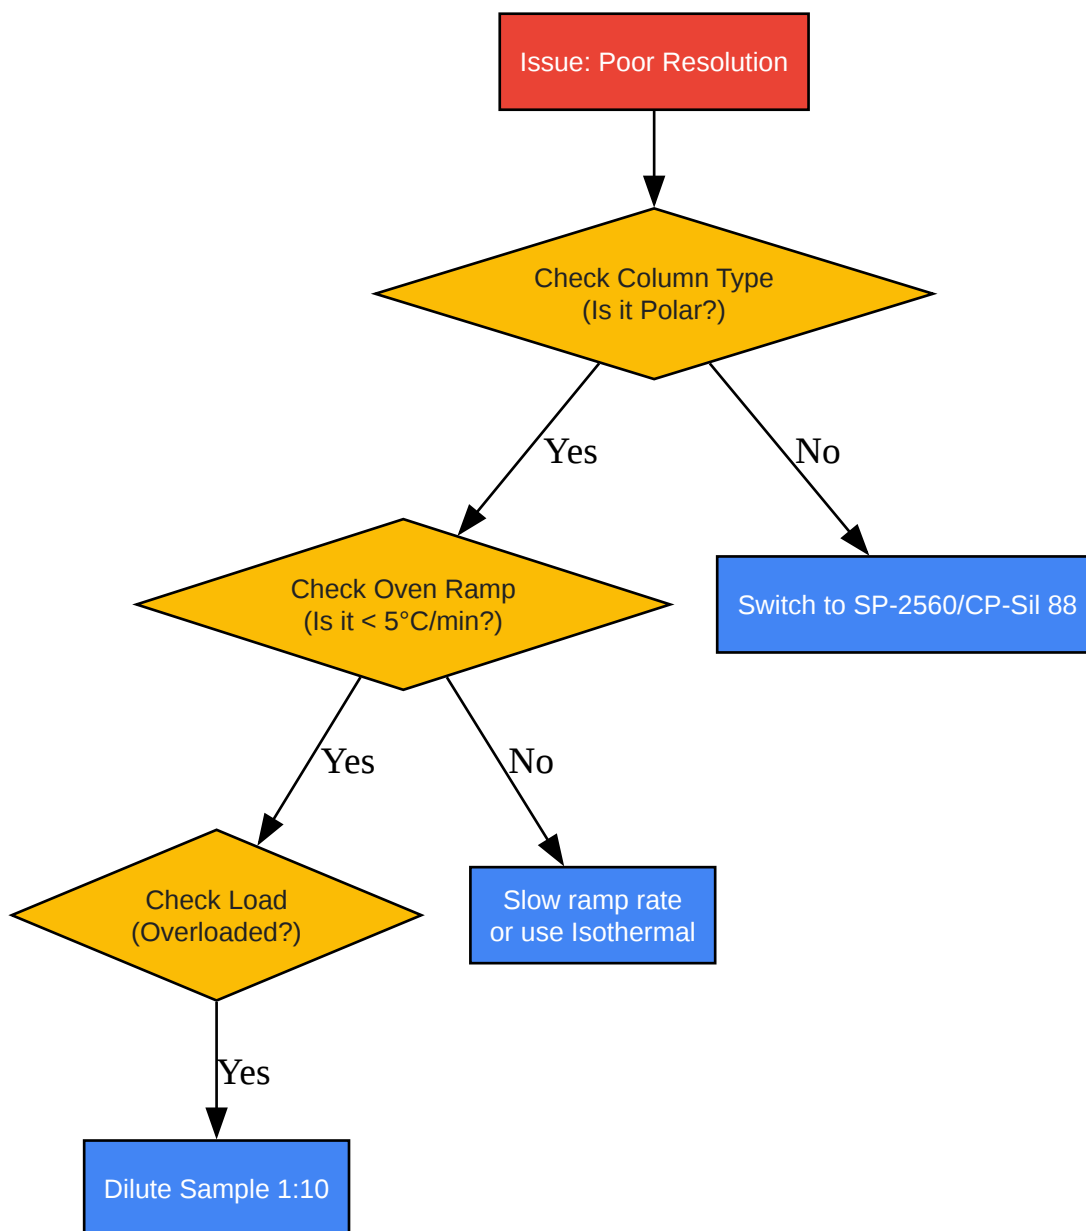 Issue: Poor Resolution
Check Column Type
(Is it Polar?)
Yes
No
Check Oven Ramp
(Is it < 5°C/min?)
Switch to SP-2560/CP-Sil 88
Yes
No
Check Load
(Overloaded?)
Slow ramp rate
or use Isothermal
Yes
Dilute Sample 1:10